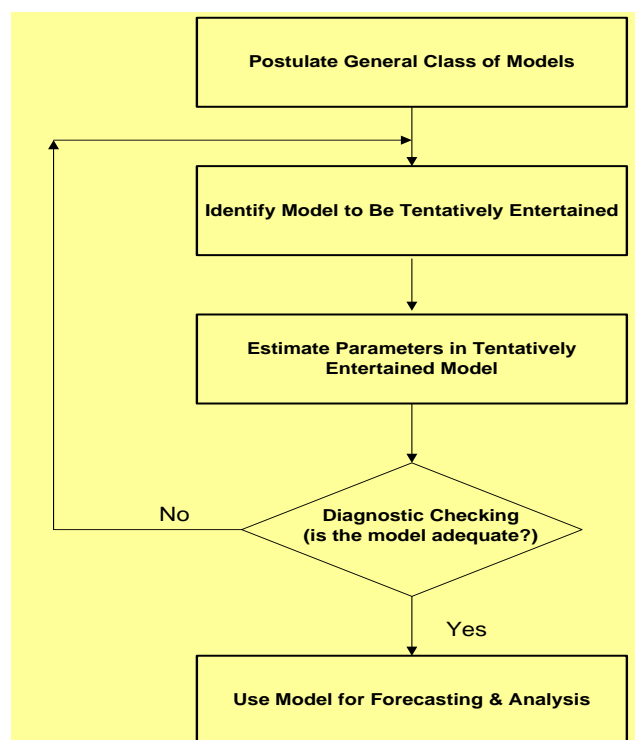 Postulate General Class of Models
Identify Model to Be Tentatively Entertained
Estimate Parameters in Tentatively
Entertained Model
Diagnostic Checking
(is the model adequate?)
No
Yes
Use Model for Forecasting & Analysis